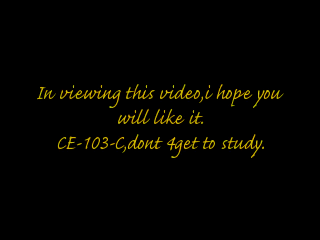 In viewing this video,i hope you
will like it.
CE-103-C,dont 4get to study.